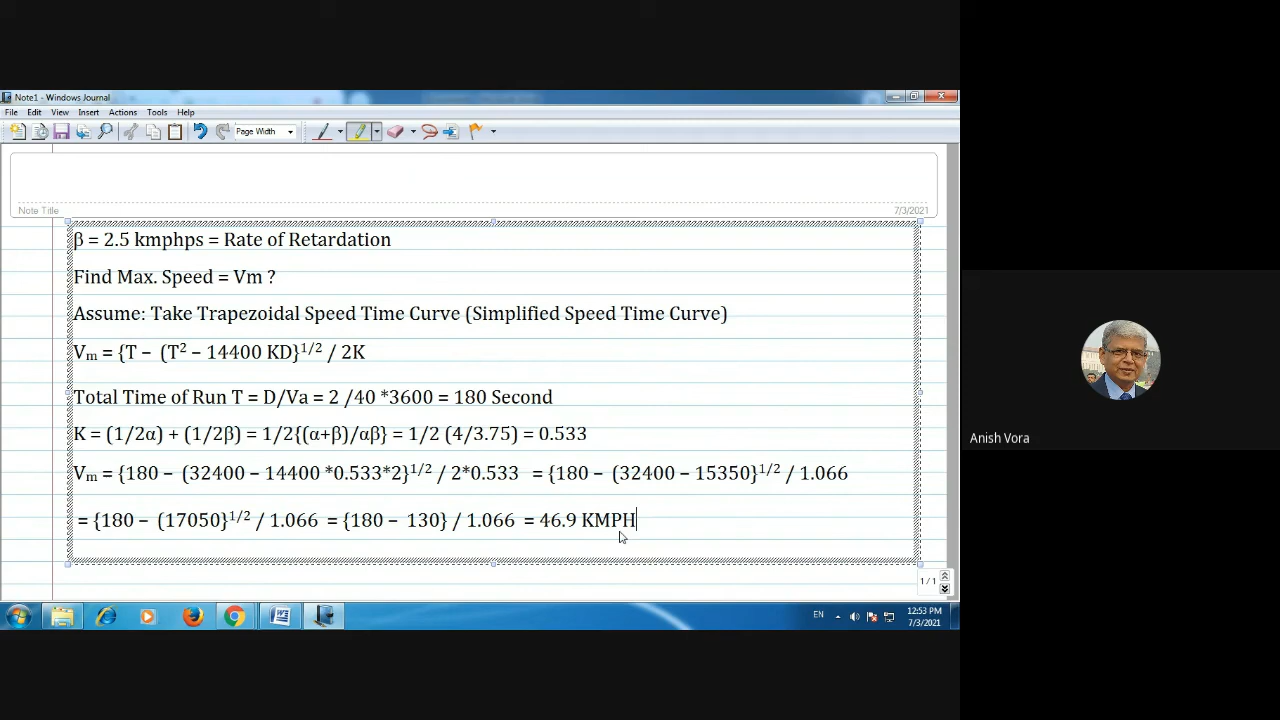 Note1 - Windows Journal
File Edit View Insert Actions Tools Help
Page Width
Note Title 7/3/2021
β = 2.5 kmphps = Rate of Retardation
Find Max. Speed = Vm ?
Assume: Take Trapezoidal Speed Time Curve (Simplified Speed Time Curve)
Vₘ = {T − (T² − 14400 KD}¹/² / 2K
Total Time of Run T = D/Va = 2 /40 *3600 = 180 Second
K = (1/2α) + (1/2β) = 1/2{(α+β)/αβ} = 1/2 (4/3.75) = 0.533
Vₘ = {180 − (32400 − 14400 *0.533*2}¹/² / 2*0.533 = {180 − (32400 − 15350}¹/² / 1.066
= {180 − (17050}¹/² / 1.066 = {180 − 130} / 1.066 = 46.9 KMPH
1 / 1
EN 12:53 PM
7/3/2021
Anish Vora